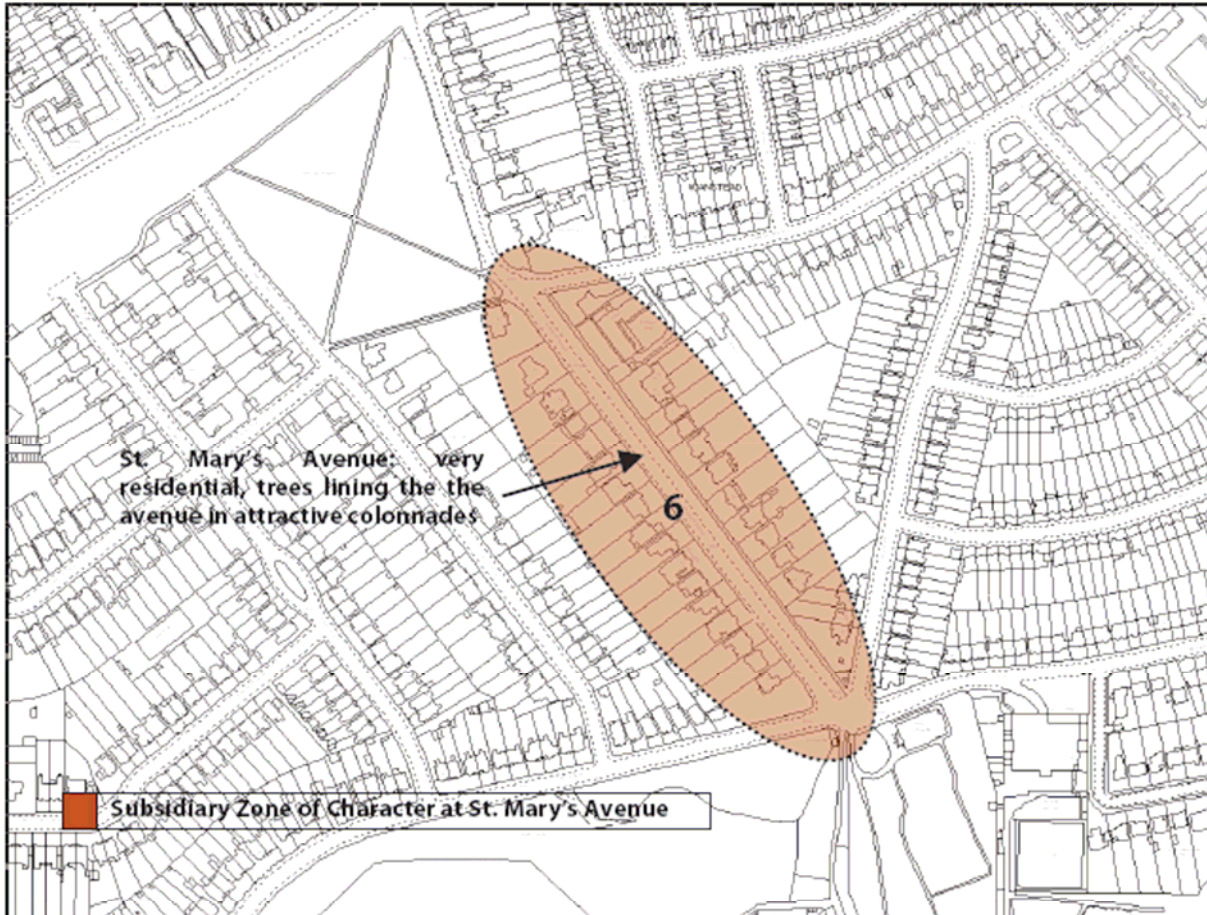 WANSTEAD
St. Mary's Avenue: very
residential, trees lining the the
avenue in attractive colonnades
6
Subsidiary Zone of Character at St. Mary's Avenue